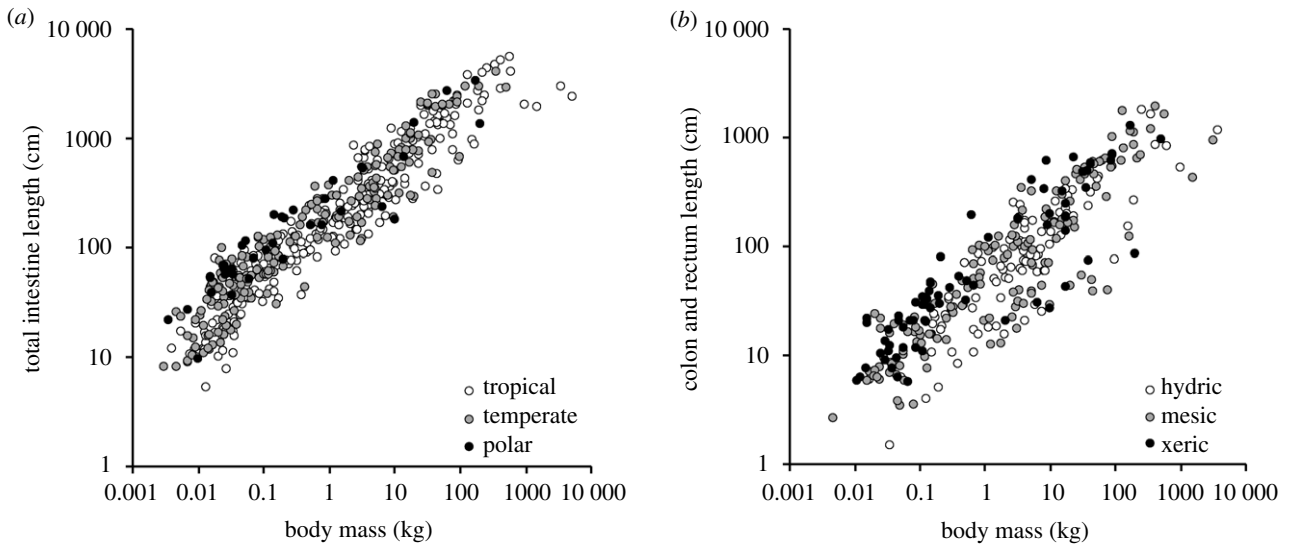 (a)
10 000
1000
100
10
1
total intestine length (cm)
tropical
temperate
polar
0.001 0.01 0.1 1 10 100 1000 10 000
body mass (kg)
(b)
10 000
1000
100
10
1
colon and rectum length (cm)
hydric
mesic
xeric
0.001 0.01 0.1 1 10 100 1000 10 000
body mass (kg)